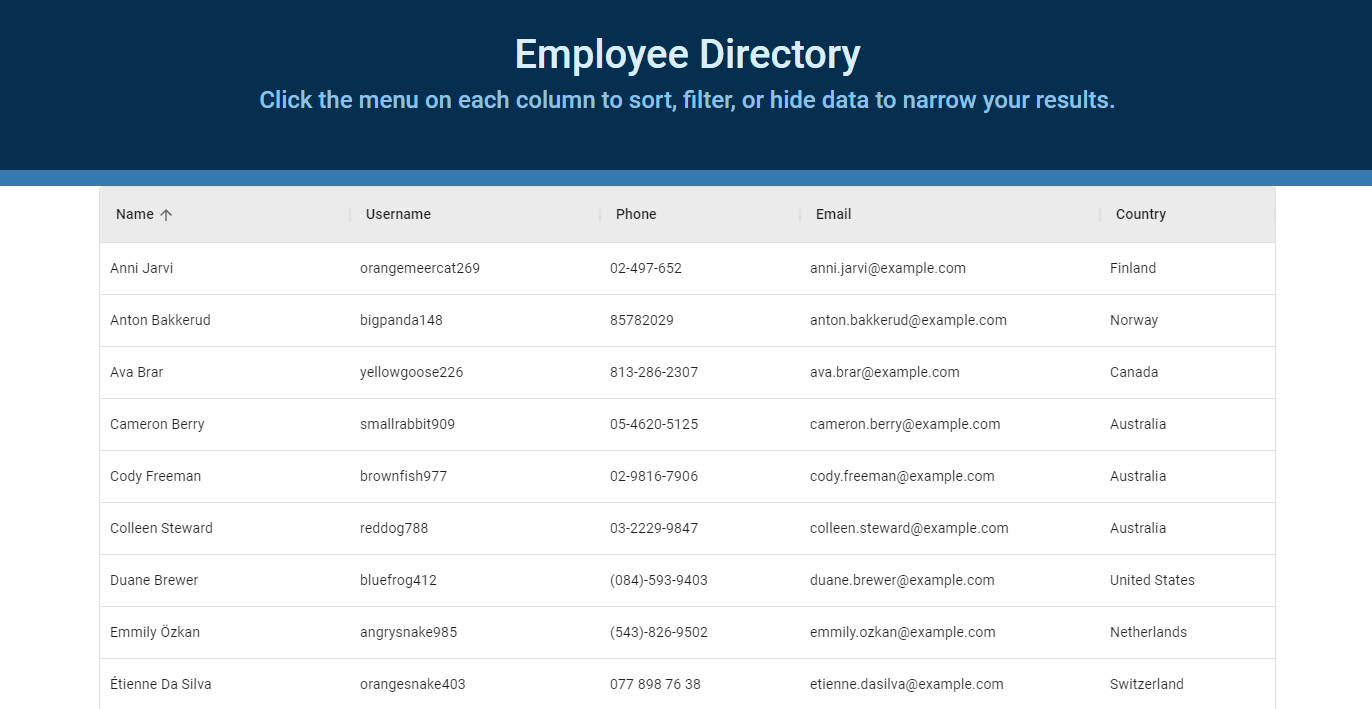 Employee Directory
Click the menu on each column to sort, filter, or hide data to narrow your results.
Name Username Phone Email Country
Anni Jarvi orangemeercat269 02-497-652 anni.jarvi@example.com Finland
Anton Bakkerud bigpanda148 85782029 anton.bakkerud@example.com Norway
Ava Brar yellowgoose226 813-286-2307 ava.brar@example.com Canada
Cameron Berry smallrabbit909 05-4620-5125 cameron.berry@example.com Australia
Cody Freeman brownfish977 02-9816-7906 cody.freeman@example.com Australia
Colleen Steward reddog788 03-2229-9847 colleen.steward@example.com Australia
Duane Brewer bluefrog412 (084)-593-9403 duane.brewer@example.com United States
Emmily Özkan angrysnake985 (543)-826-9502 emmily.ozkan@example.com Netherlands
Étienne Da Silva orangesnake403 077 898 76 38 etienne.dasilva@example.com Switzerland